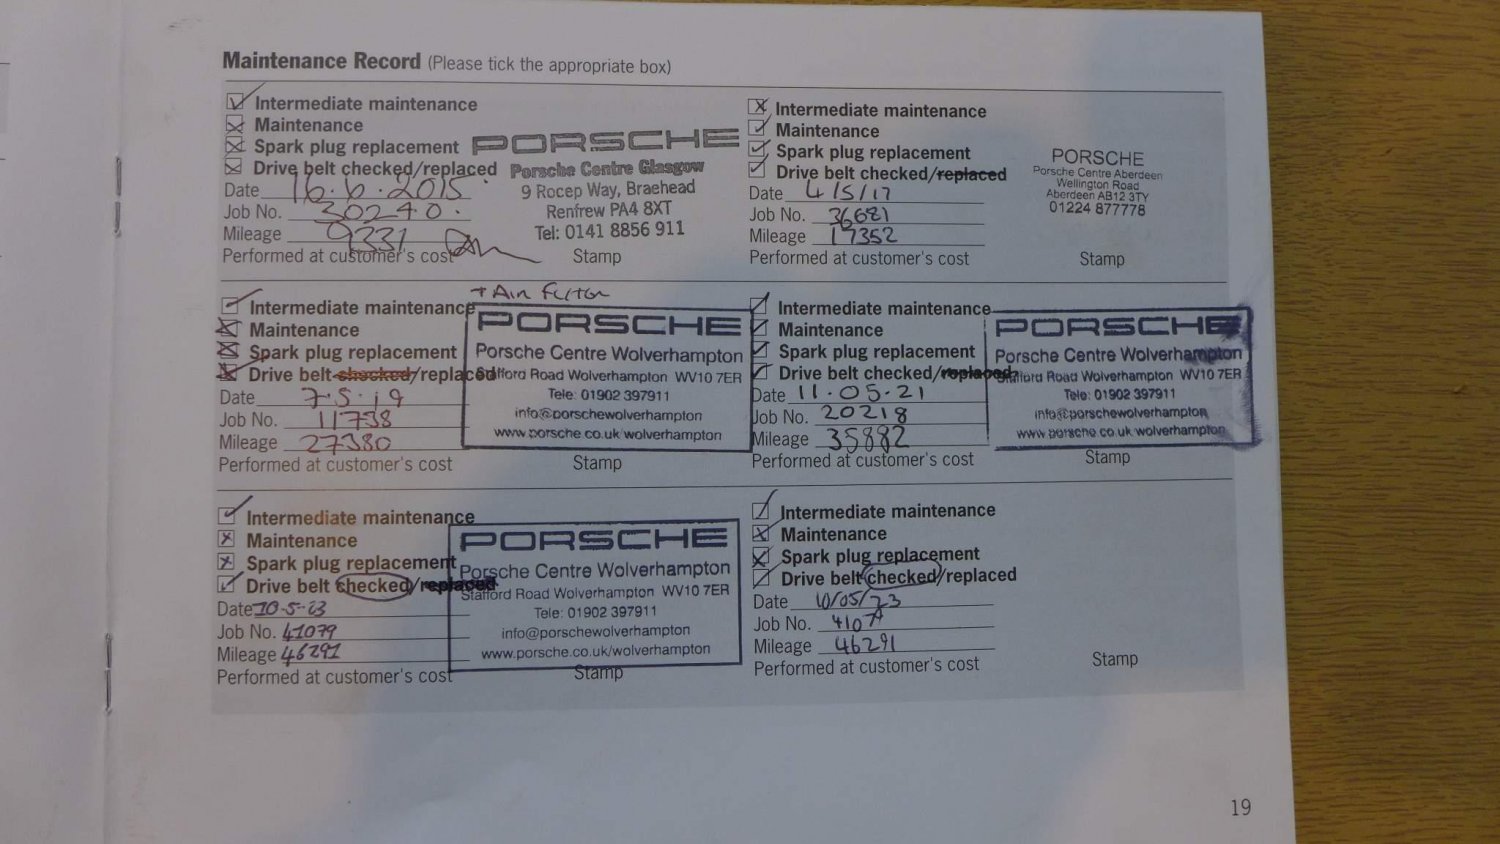 Maintenance Record (Please tick the appropriate box)
Intermediate maintenance
Maintenance
Spark plug replacement
Drive belt checked/replaced
Date 16.6.2015
Job No. 30240.
Mileage 9331
Performed at customer's cost
PORSCHE
Porsche Centre Glasgow
9 Rocep Way, Braehead
Renfrew PA4 8XT
Tel: 0141 8856 911
Stamp
Intermediate maintenance
Maintenance
Spark plug replacement
Drive belt checked/replaced
Date 4/5/17
Job No. 36681
Mileage 17352
Performed at customer's cost
PORSCHE
Porsche Centre Aberdeen
Wellington Road
Aberdeen AB12 3TY
01224 877778
Stamp
+ Air Filter
Intermediate maintenance
Maintenance
Spark plug replacement
Drive belt checked/replaced
Date 7.5.19
Job No. 11738
Mileage 27380
Performed at customer's cost
PORSCHE
Porsche Centre Wolverhampton
Stafford Road Wolverhampton WV10 7ER
Tele: 01902 397911
info@porschewolverhampton
www.porsche.co.uk/wolverhampton
Stamp
Intermediate maintenance
Maintenance
Spark plug replacement
Drive belt checked/replaced
Date 11.05.21
Job No. 20218
Mileage 35882
Performed at customer's cost
PORSCHE
Porsche Centre Wolverhampton
Stafford Road Wolverhampton WV10 7ER
Tele: 01902 397911
info@porschewolverhampton
www.porsche.co.uk/wolverhampton
Stamp
Intermediate maintenance
Maintenance
Spark plug replacement
Drive belt checked/replaced
Date 10-5-23
Job No. 41079
Mileage 46291
Performed at customer's cost
PORSCHE
Porsche Centre Wolverhampton
Stafford Road Wolverhampton WV10 7ER
Tele: 01902 397911
info@porschewolverhampton
www.porsche.co.uk/wolverhampton
Stamp
Intermediate maintenance
Maintenance
Spark plug replacement
Drive belt checked/replaced
Date 10/05/23
Job No. 41079
Mileage 46291
Performed at customer's cost
Stamp
19